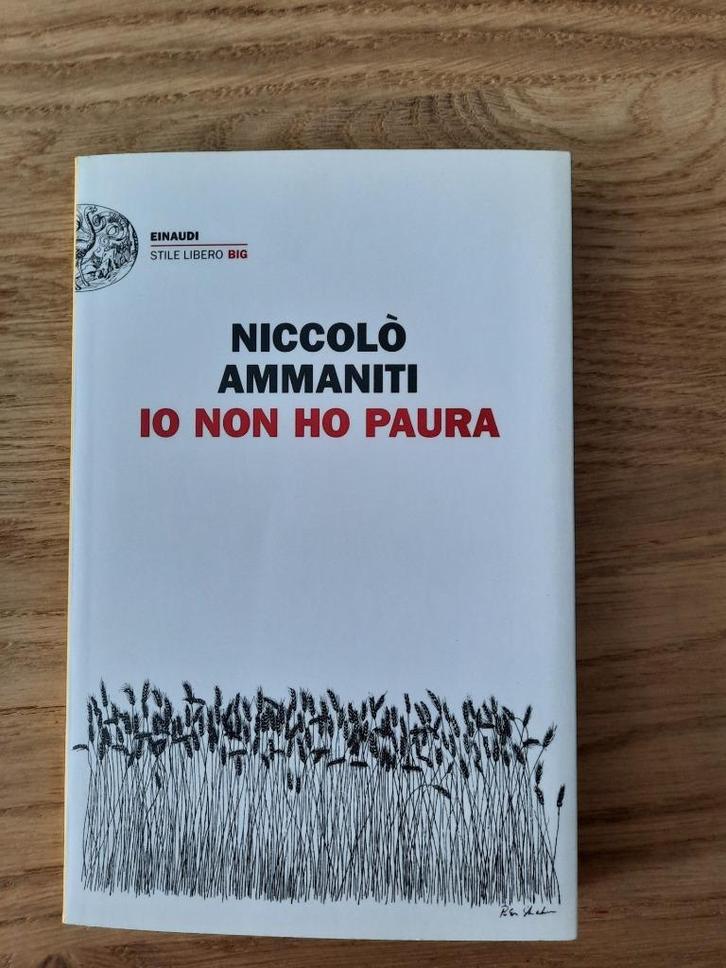 EINAUDI
STILE LIBERO BIG
NICCOLÒ
AMMANITI
IO NON HO PAURA